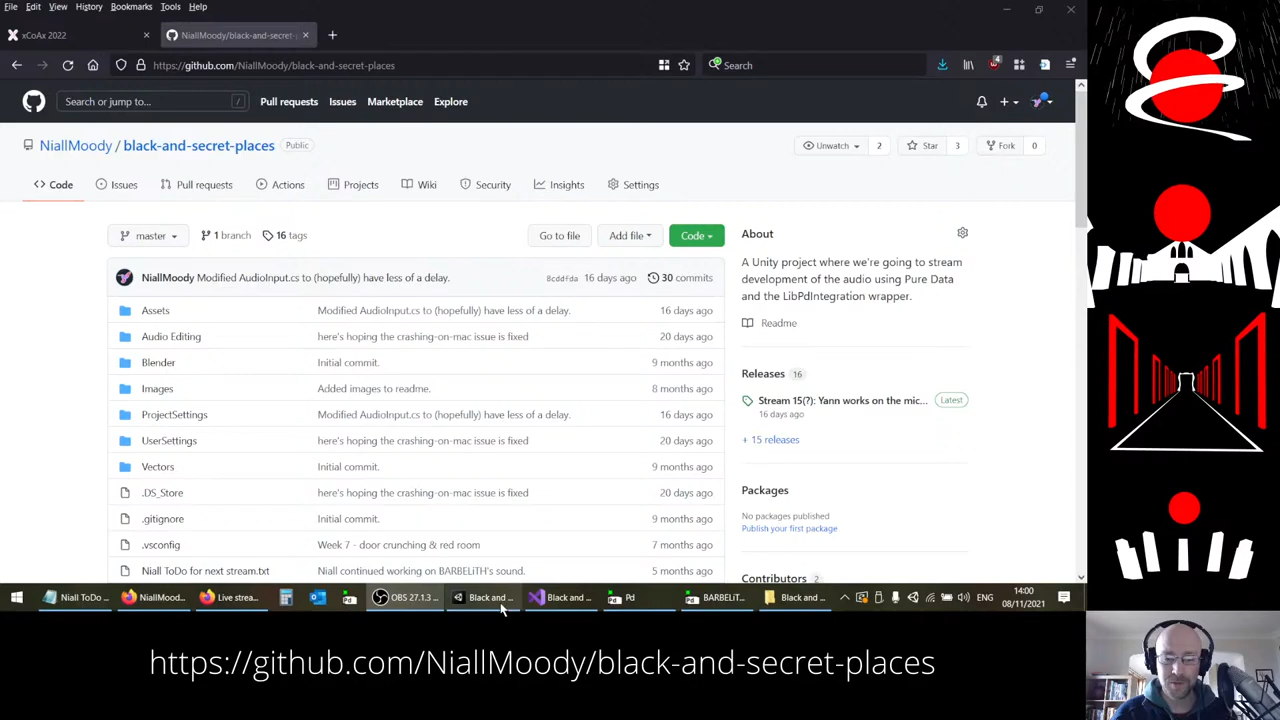 File Edit View History Bookmarks Tools Help
xCoAx 2022
NiallMoody/black-and-secret-p
https://github.com/NiallMoody/black-and-secret-places
Search
4
Search or jump to...
/
Pull requests Issues Marketplace Explore
NiallMoody / black-and-secret-places Public
Unwatch 2
Star 3
Fork 0
<> Code Issues Pull requests Actions Projects Wiki Security Insights Settings
master
1 branch
16 tags
Go to file
Add file
Code
NiallMoody Modified AudioInput.cs to (hopefully) have less of a delay. 8cddfda 16 days ago 30 commits
Assets Modified AudioInput.cs to (hopefully) have less of a delay. 16 days ago
Audio Editing here's hoping the crashing-on-mac issue is fixed 20 days ago
Blender Initial commit. 9 months ago
Images Added images to readme. 8 months ago
ProjectSettings Modified AudioInput.cs to (hopefully) have less of a delay. 16 days ago
UserSettings here's hoping the crashing-on-mac issue is fixed 20 days ago
Vectors Initial commit. 9 months ago
.DS_Store here's hoping the crashing-on-mac issue is fixed 20 days ago
.gitignore Initial commit. 9 months ago
.vsconfig Week 7 - door crunching & red room 7 months ago
Niall ToDo for next stream.txt Niall continued working on BARBELiTH's sound. 5 months ago
About
A Unity project where we're going to stream
development of the audio using Pure Data
and the LibPdIntegration wrapper.
Readme
Releases 16
Stream 15(?): Yann works on the mic... Latest
16 days ago
+ 15 releases
Packages
No packages published
Publish your first package
Contributors 2
Niall ToDo ...
NiallMood...
Live strea...
OBS 27.1.3 ...
Black and ...
Black and ...
Pd
BARBELiT...
Black and ...
ENG
14:00
08/11/2021
https://github.com/NiallMoody/black-and-secret-places